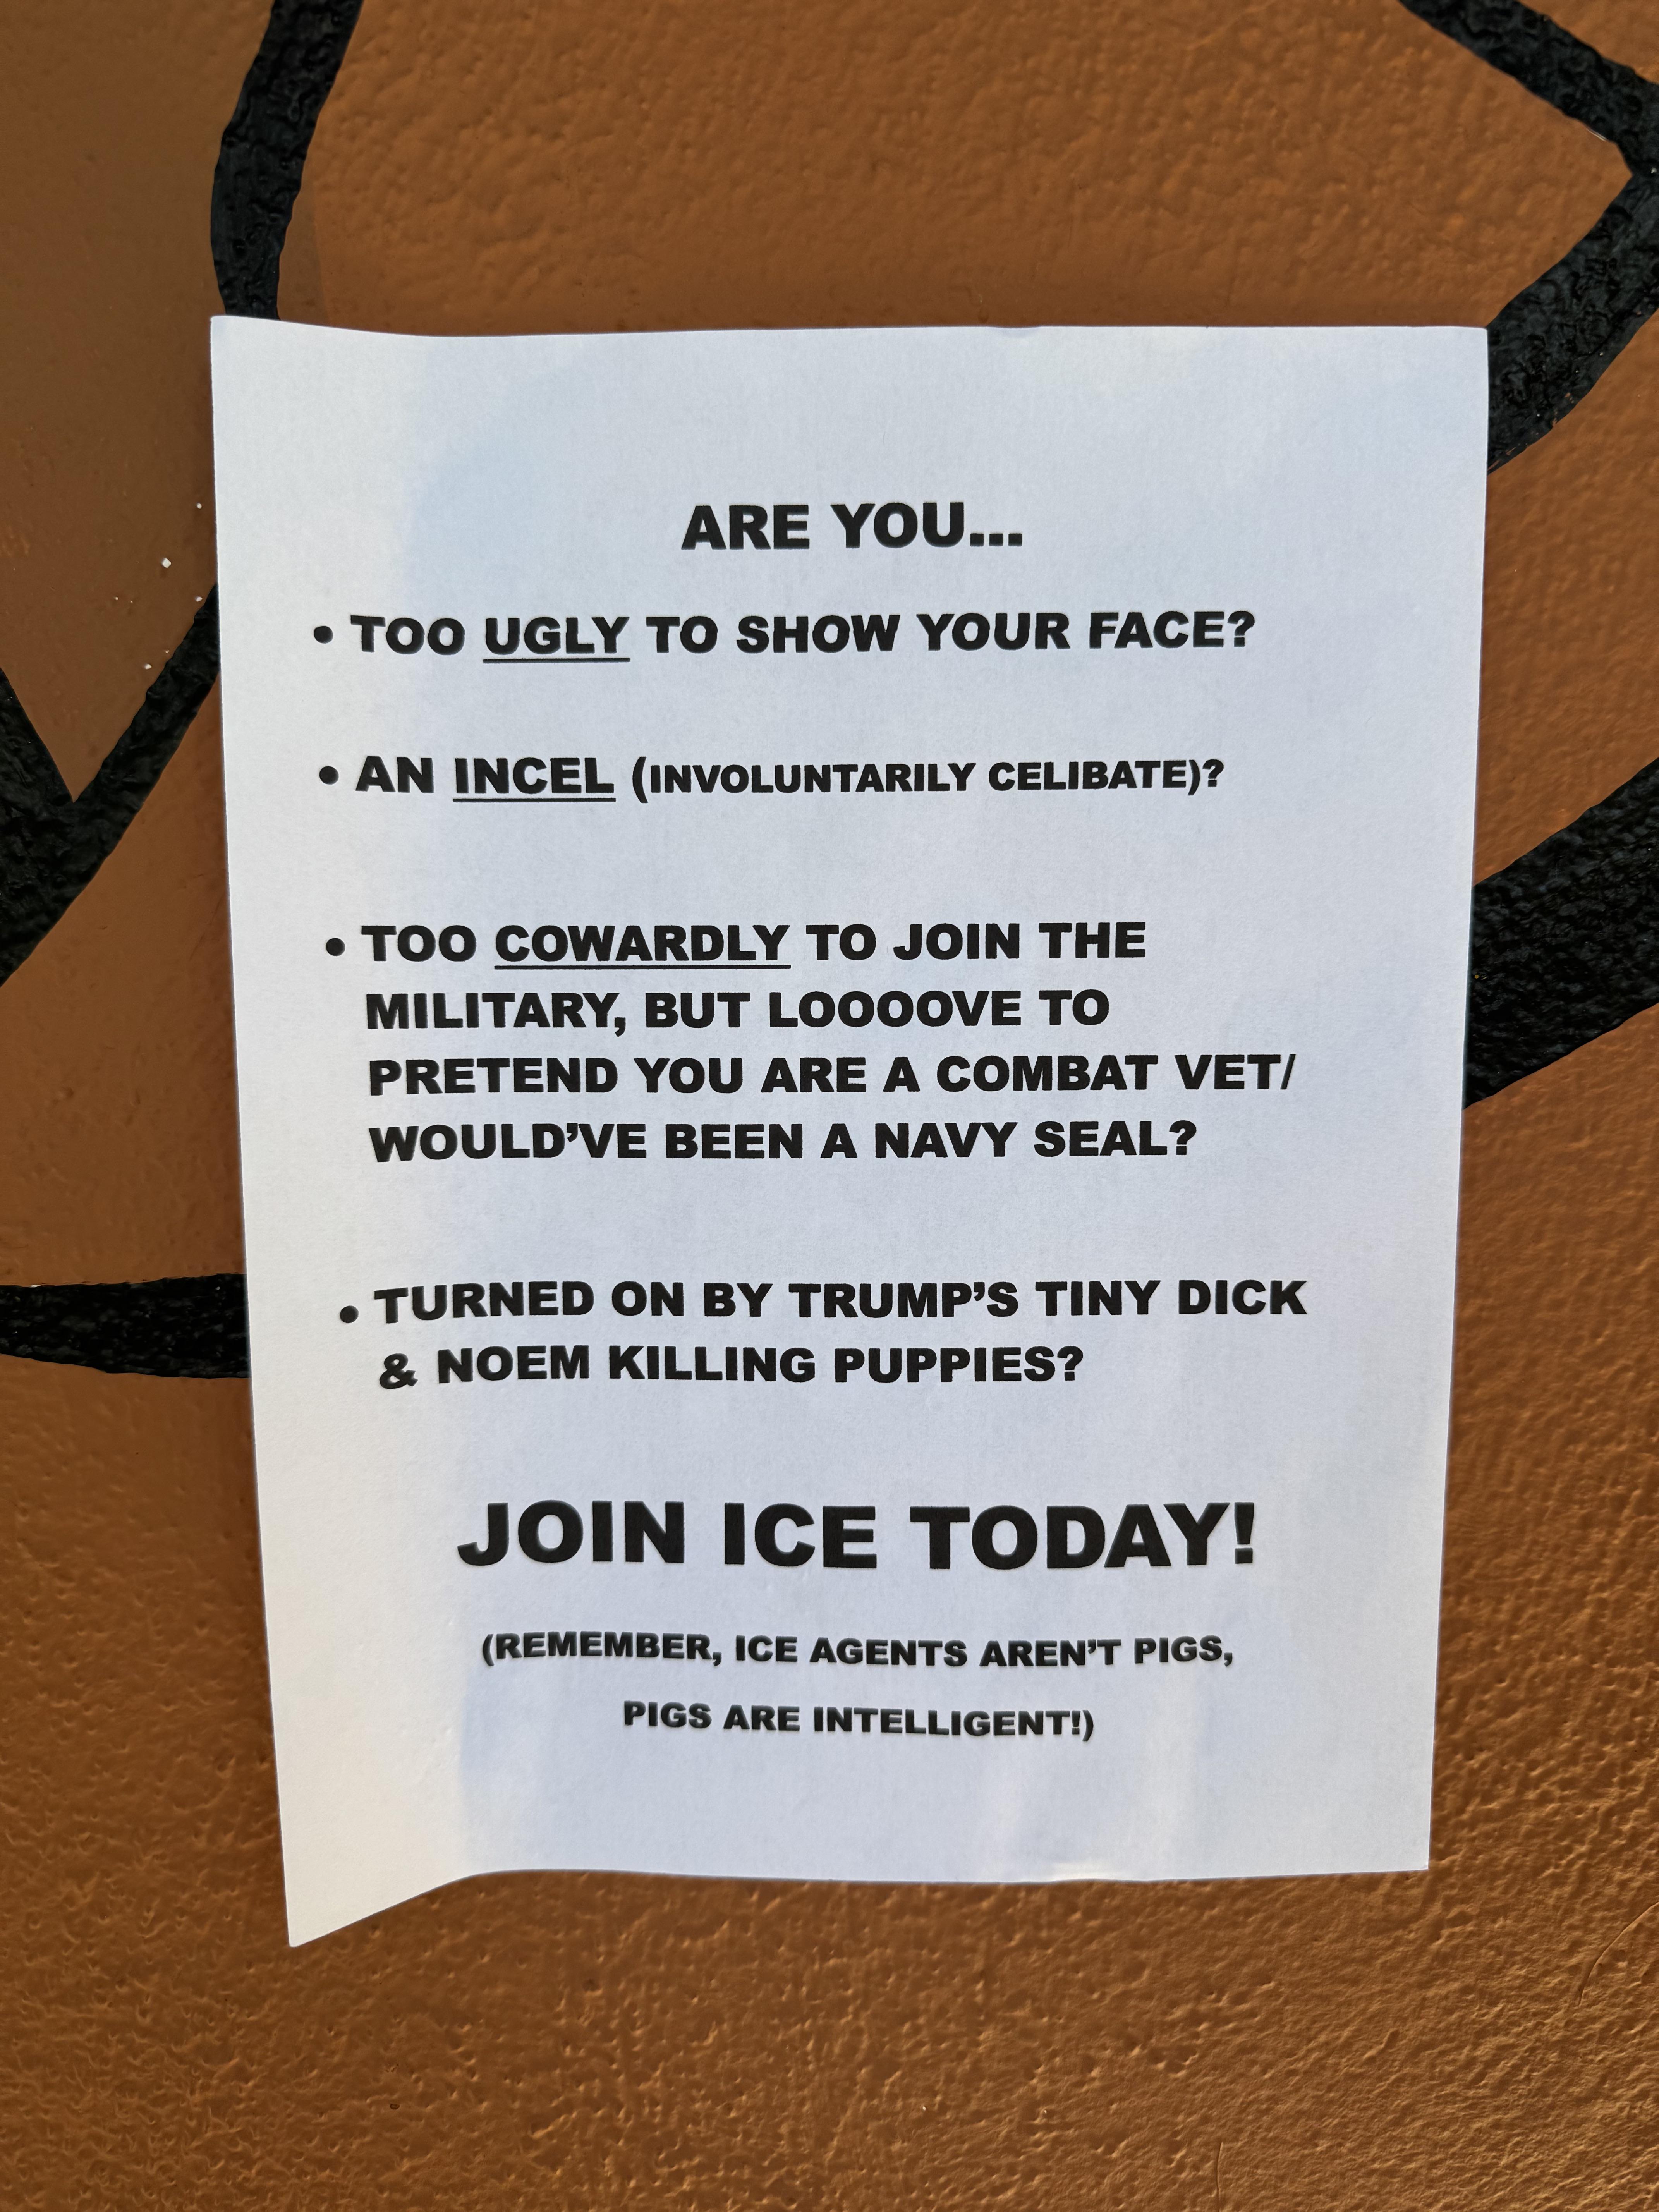 ARE YOU...
• TOO UGLY TO SHOW YOUR FACE?
• AN INCEL (INVOLUNTARILY CELIBATE)?
• TOO COWARDLY TO JOIN THE
MILITARY, BUT LOOOOVE TO
PRETEND YOU ARE A COMBAT VET/
WOULD’VE BEEN A NAVY SEAL?
• TURNED ON BY TRUMP’S TINY DICK
& NOEM KILLING PUPPIES?
JOIN ICE TODAY!
(REMEMBER, ICE AGENTS AREN’T PIGS,
PIGS ARE INTELLIGENT!)